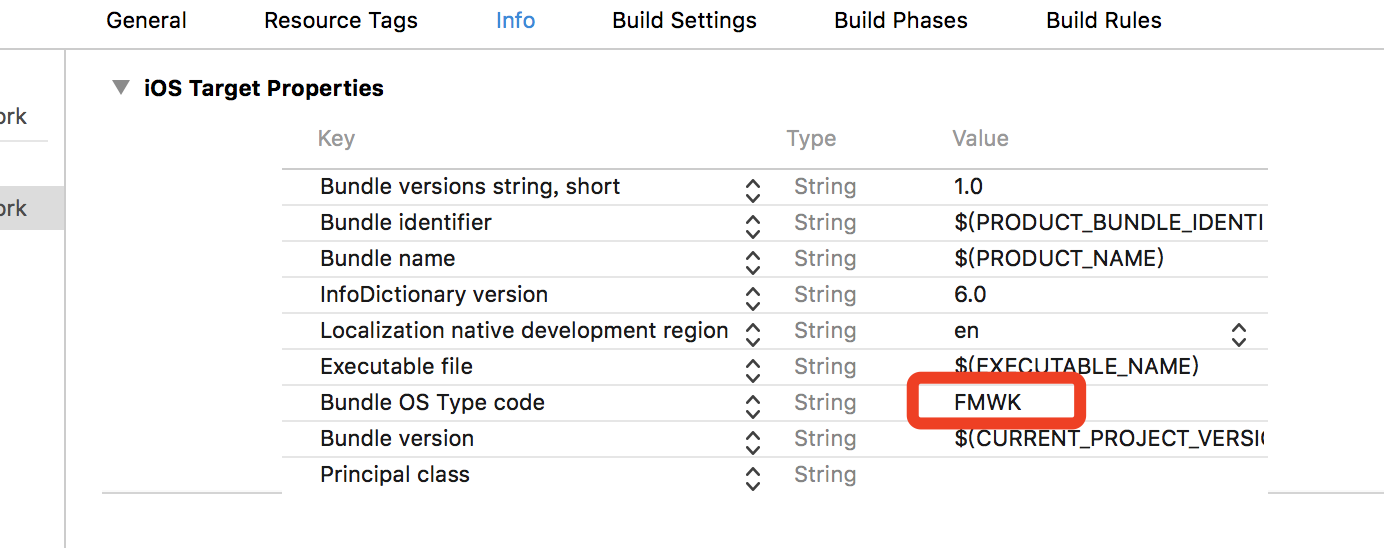 General Resource Tags Info Build Settings Build Phases Build Rules
iOS Target Properties
ork
Key Type Value
Bundle versions string, short String 1.0
ork
Bundle identifier String $(PRODUCT_BUNDLE_IDENTI
Bundle name String $(PRODUCT_NAME)
InfoDictionary version String 6.0
Localization native development region String en
Executable file String $(EXECUTABLE_NAME)
Bundle OS Type code String FMWK
Bundle version String $(CURRENT_PROJECT_VERSI
Principal class String